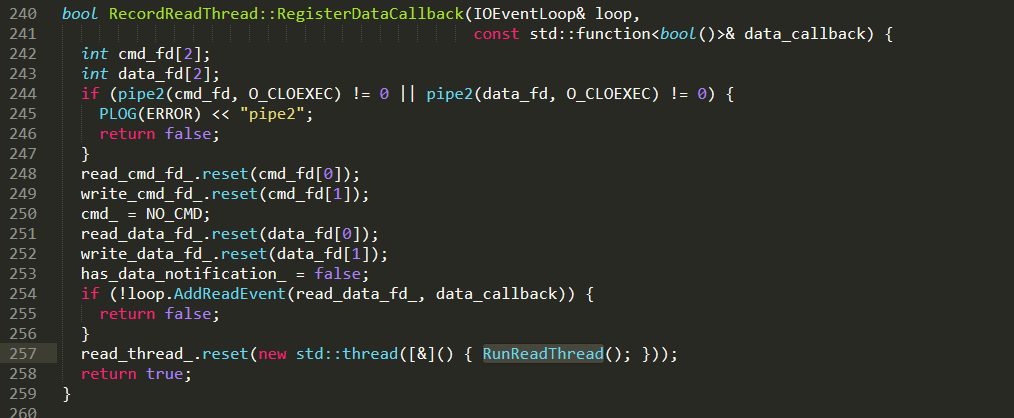 240 bool RecordReadThread::RegisterDataCallback(IOEventLoop& loop,
241                                             const std::function<bool()>& data_callback) {
242   int cmd_fd[2];
243   int data_fd[2];
244   if (pipe2(cmd_fd, O_CLOEXEC) != 0 || pipe2(data_fd, O_CLOEXEC) != 0) {
245     PLOG(ERROR) << "pipe2";
246     return false;
247   }
248   read_cmd_fd_.reset(cmd_fd[0]);
249   write_cmd_fd_.reset(cmd_fd[1]);
250   cmd_ = NO_CMD;
251   read_data_fd_.reset(data_fd[0]);
252   write_data_fd_.reset(data_fd[1]);
253   has_data_notification_ = false;
254   if (!loop.AddReadEvent(read_data_fd_, data_callback)) {
255     return false;
256   }
257   read_thread_.reset(new std::thread([&]() { RunReadThread(); }));
258   return true;
259 }
260